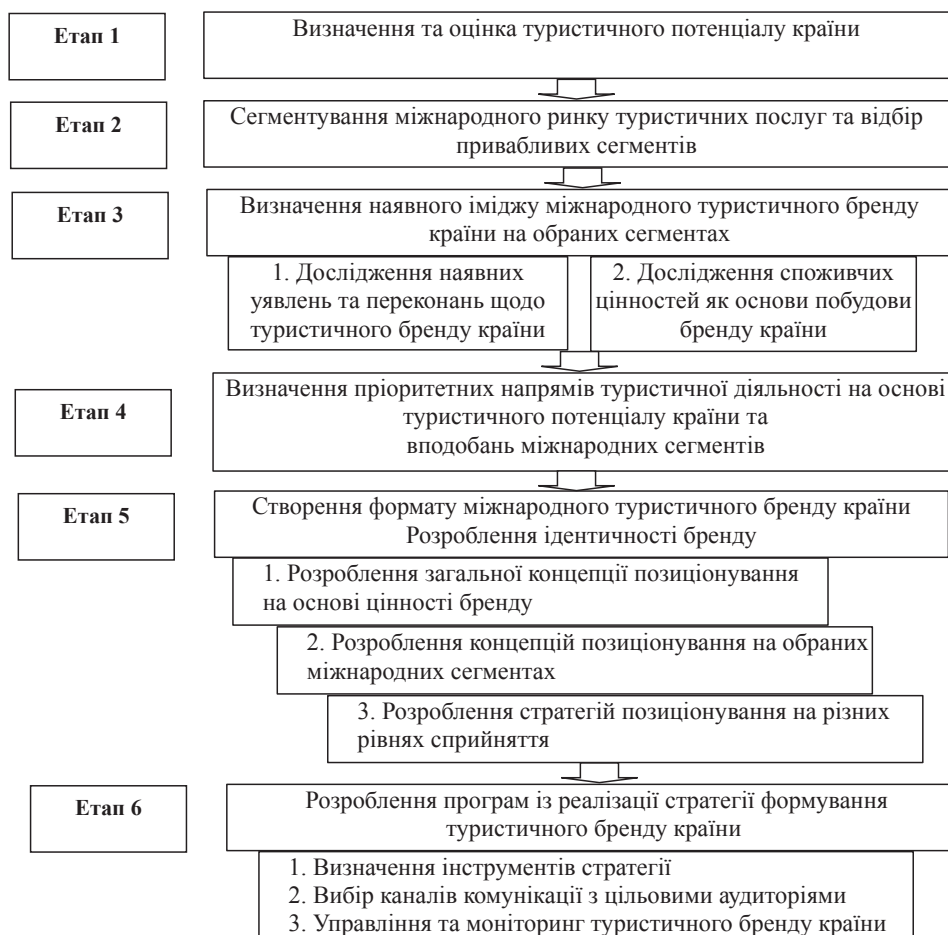 Етап 1
Визначення та оцінка туристичного потенціалу країни
Етап 2
Сегментування міжнародного ринку туристичних послуг та відбір
привабливих сегментів
Етап 3
Визначення наявного іміджу міжнародного туристичного бренду
країни на обраних сегментах
1. Дослідження наявних
уявлень та переконань щодо
туристичного бренду країни
2. Дослідження споживчих
цінностей як основи побудови
бренду країни
Етап 4
Визначення пріоритетних напрямів туристичної діяльності на основі
туристичного потенціалу країни та
вподобань міжнародних сегментів
Етап 5
Створення формату міжнародного туристичного бренду країни
Розроблення ідентичності бренду
1. Розроблення загальної концепції позиціонування
на основі цінності бренду
2. Розроблення концепцій позиціонування на обраних
міжнародних сегментах
3. Розроблення стратегій позиціонування на різних
рівнях сприйняття
Етап 6
Розроблення програм із реалізації стратегії формування
туристичного бренду країни
1. Визначення інструментів стратегії
2. Вибір каналів комунікації з цільовими аудиторіями
3. Управління та моніторинг туристичного бренду країни